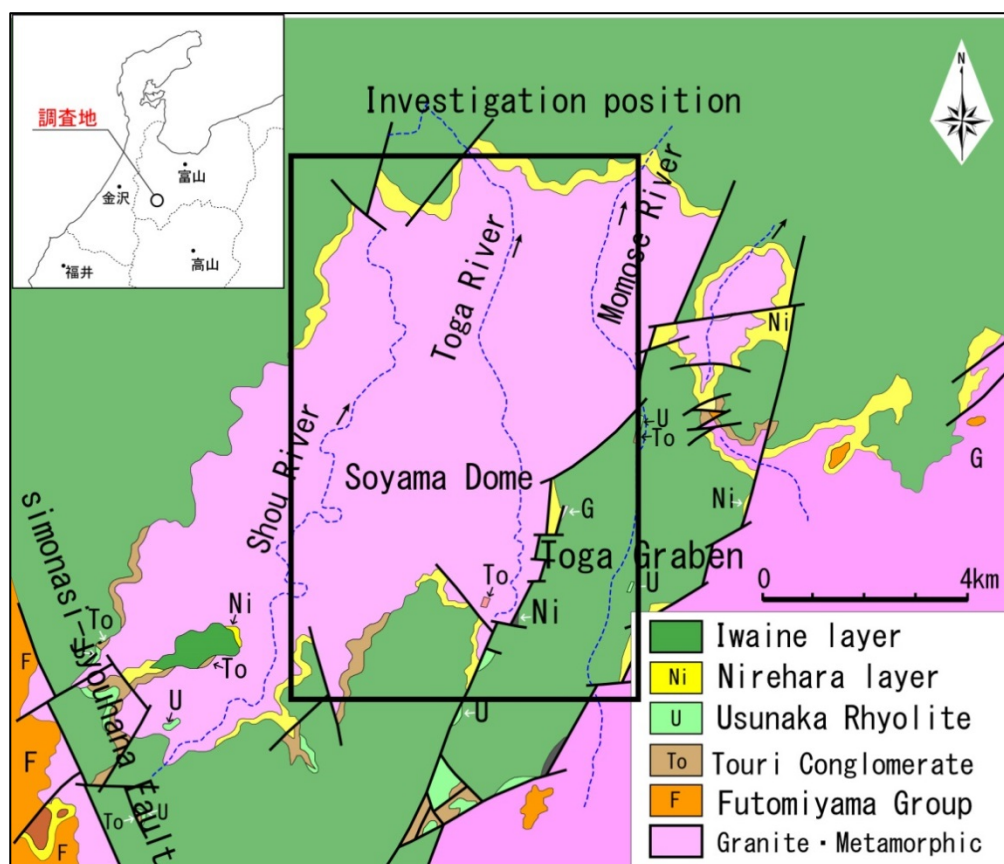 調査地
富山
金沢
高山
福井
Investigation position
N
Toga River
Momose River
Ni
U
To
G
Shou River
Soyama Dome
G
Ni
Toga Graben
To
U
Ni
0 4km
simonasi-
Fault
To
Ni
To
U
F
U
F
To
U
F
Iwaine layer
Ni Nirehara layer
U Usunaka Rhyolite
To Touri Conglomerate
F Futomiyama Group
Granite・Metamorphic